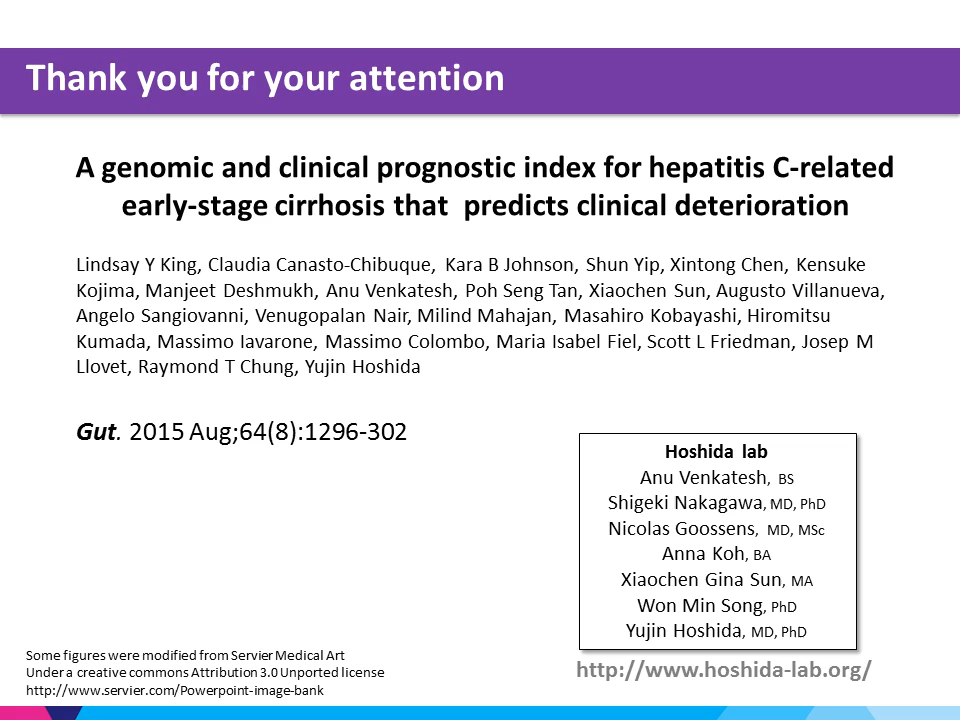 Thank you for your attention
A genomic and clinical prognostic index for hepatitis C-related
early-stage cirrhosis that  predicts clinical deterioration
Lindsay Y King, Claudia Canasto-Chibuque,  Kara B Johnson, Shun Yip, Xintong Chen, Kensuke
Kojima, Manjeet Deshmukh, Anu Venkatesh, Poh Seng Tan, Xiaochen Sun, Augusto Villanueva,
Angelo Sangiovanni, Venugopalan Nair, Milind Mahajan, Masahiro Kobayashi, Hiromitsu
Kumada, Massimo Iavarone, Massimo Colombo, Maria Isabel Fiel, Scott L Friedman, Josep M
Llovet, Raymond T Chung, Yujin Hoshida
Gut. 2015 Aug;64(8):1296-302
Hoshida lab
Anu Venkatesh, BS
Shigeki Nakagawa, MD, PhD
Nicolas Goossens, MD, MSc
Anna Koh, BA
Xiaochen Gina Sun, MA
Won Min Song, PhD
Yujin Hoshida, MD, PhD
http://www.hoshida-lab.org/
Some figures were modified from Servier Medical Art
Under a creative commons Attribution 3.0 Unported license
http://www.servier.com/Powerpoint-image-bank